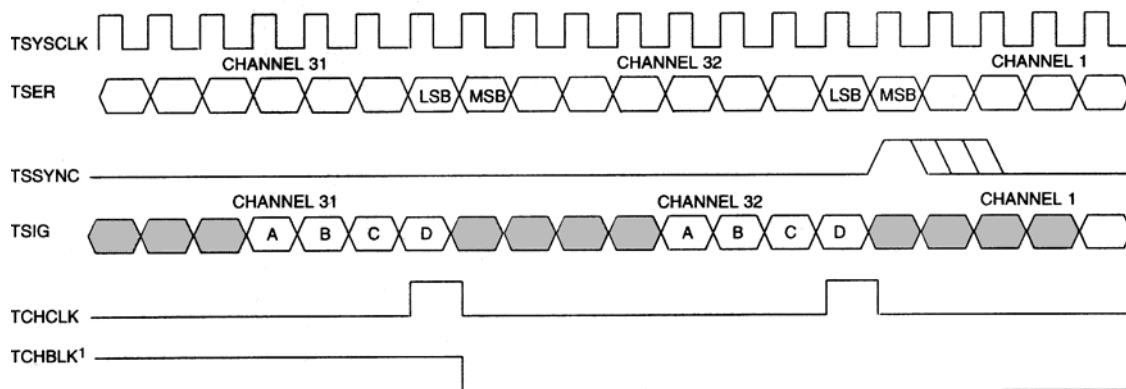 TSYSCLK
CHANNEL 31 CHANNEL 32 CHANNEL 1
TSER LSB MSB LSB MSB
TSSYNC
CHANNEL 31 CHANNEL 32 CHANNEL 1
TSIG A B C D A B C D
TCHCLK
TCHBLK¹